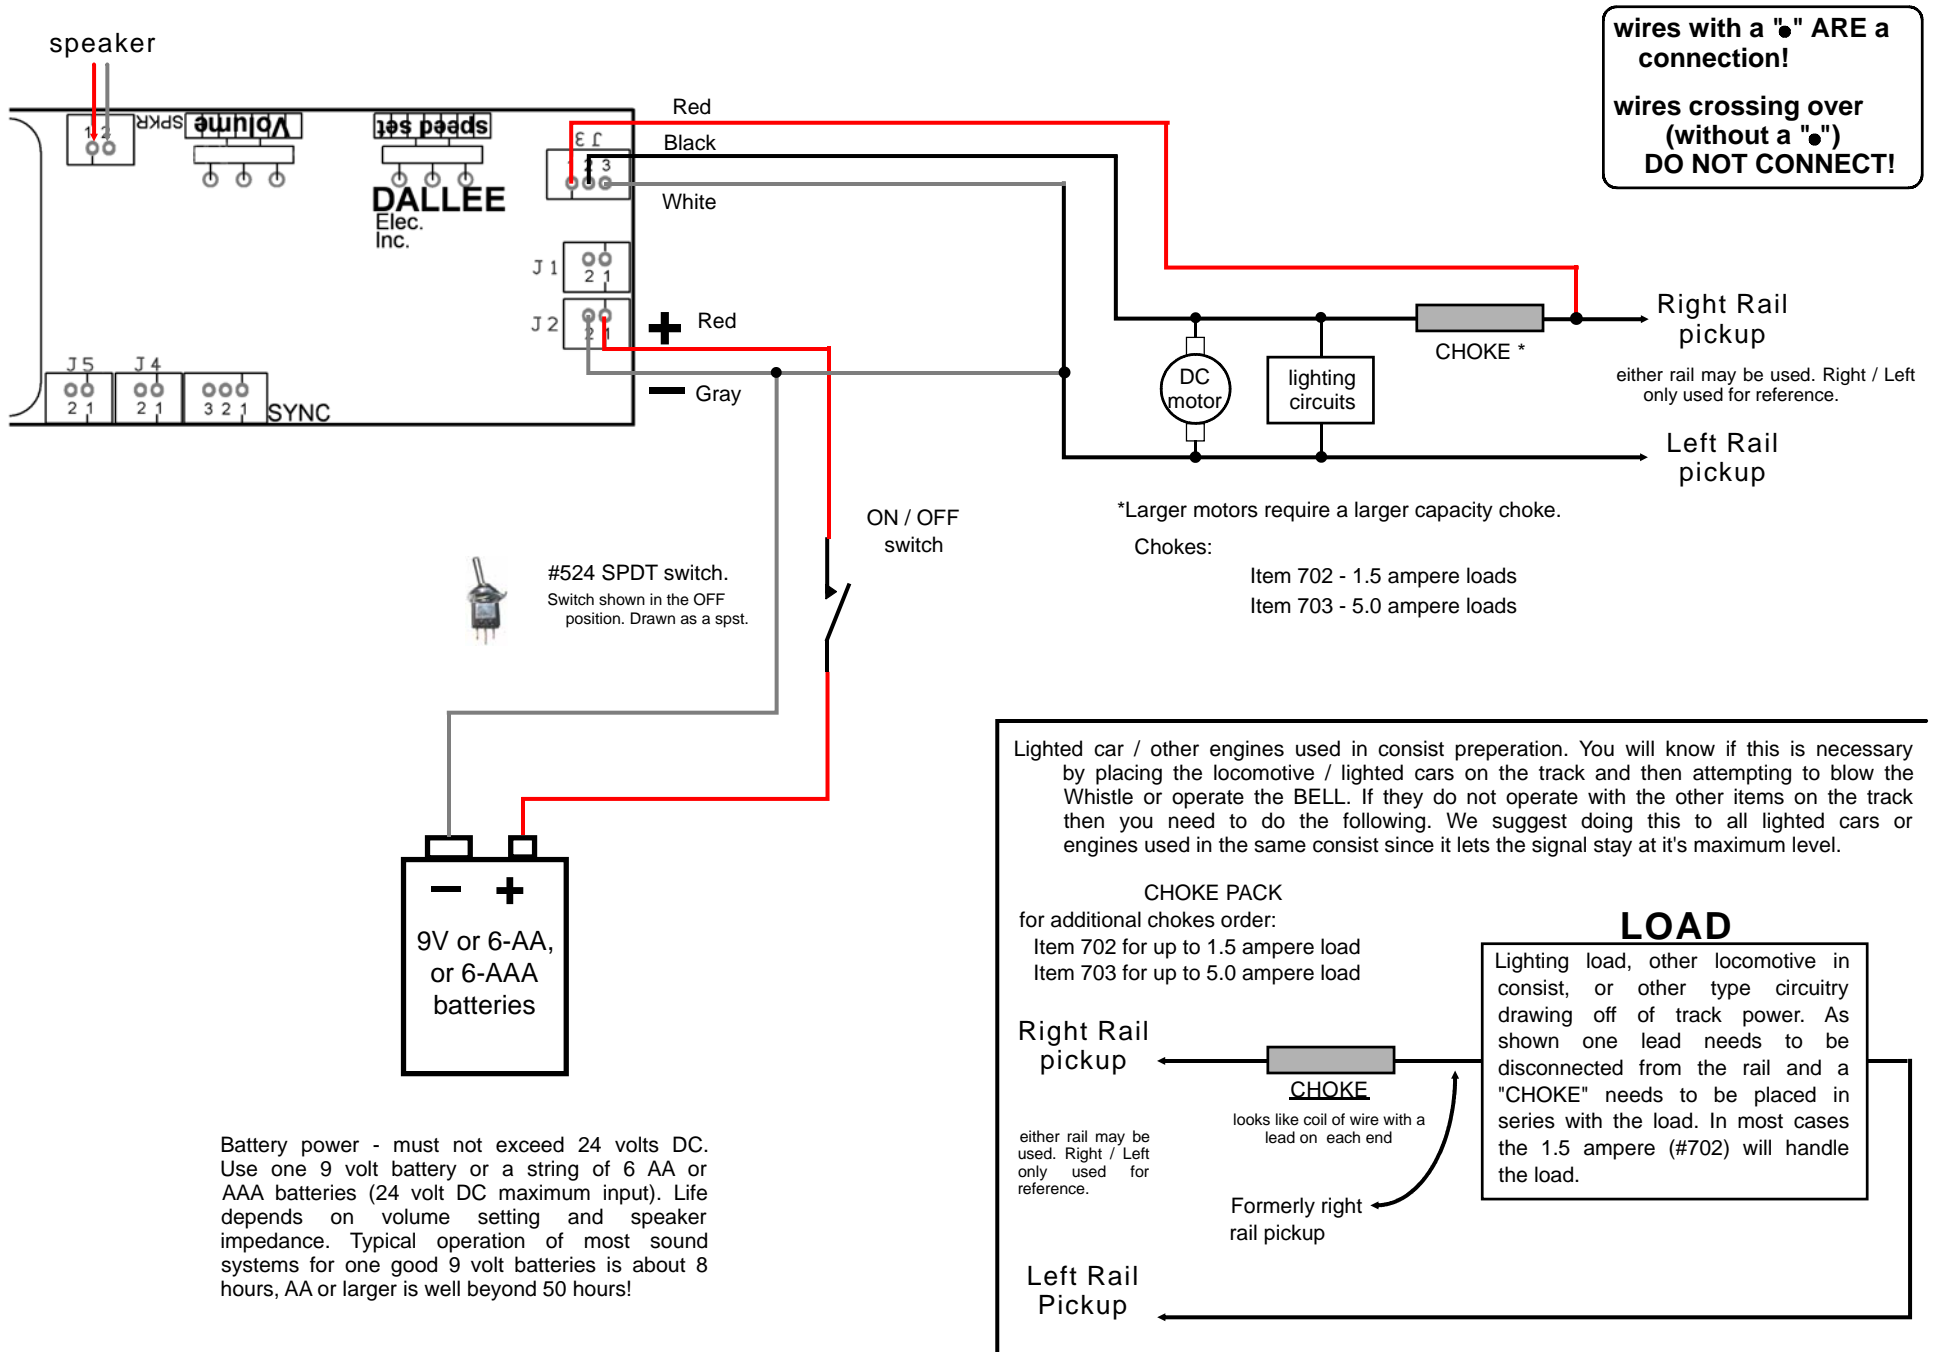 speaker
1 2
SPKR
Volume
speed set
DALLEE
Elec.
Inc.
J 3
1 2 3
J 1
2 1
J 2
2 1
J 5
2 1
J 4
2 1
3 2 1
SYNC
Red
Black
White
+ Red
− Gray
wires with a "●" ARE a
connection!
wires crossing over
(without a "●")
DO NOT CONNECT!
CHOKE *
DC
motor
lighting
circuits
Right Rail
pickup
either rail may be used. Right / Left
only used for reference.
Left Rail
pickup
*Larger motors require a larger capacity choke.
Chokes:
Item 702 - 1.5 ampere loads
Item 703 - 5.0 ampere loads
ON / OFF
switch
#524 SPDT switch.
Switch shown in the OFF
position. Drawn as a spst.
− +
9V or 6-AA,
or 6-AAA
batteries
Battery power - must not exceed 24 volts DC.
Use one 9 volt battery or a string of 6 AA or
AAA batteries (24 volt DC maximum input). Life
depends on volume setting and speaker
impedance. Typical operation of most sound
systems for one good 9 volt batteries is about 8
hours, AA or larger is well beyond 50 hours!
Lighted car / other engines used in consist preperation. You will know if this is necessary
by placing the locomotive / lighted cars on the track and then attempting to blow the
Whistle or operate the BELL. If they do not operate with the other items on the track
then you need to do the following. We suggest doing this to all lighted cars or
engines used in the same consist since it lets the signal stay at it's maximum level.
CHOKE PACK
for additional chokes order:
Item 702 for up to 1.5 ampere load
Item 703 for up to 5.0 ampere load
LOAD
Lighting load, other locomotive in
consist, or other type circuitry
drawing off of track power. As
shown one lead needs to be
disconnected from the rail and a
"CHOKE" needs to be placed in
series with the load. In most cases
the 1.5 ampere (#702) will handle
the load.
Right Rail
pickup
CHOKE
looks like coil of wire with a
lead on each end
either rail may be
used. Right / Left
only used for
reference.
Formerly right
rail pickup
Left Rail
Pickup